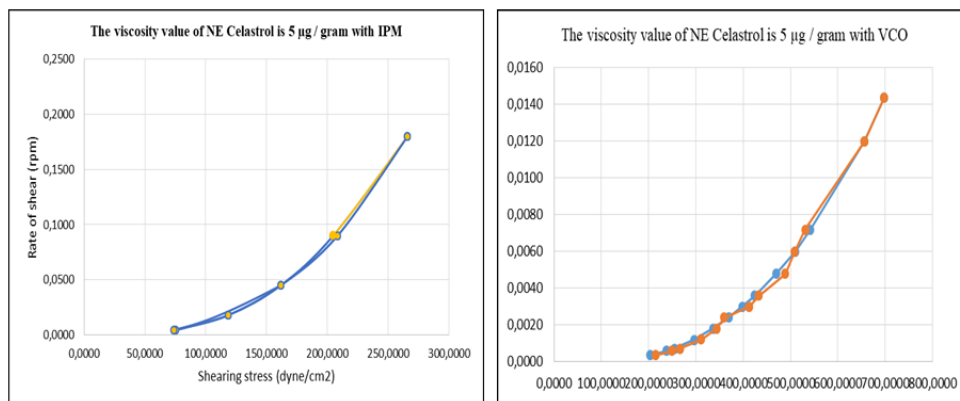 The viscosity value of NE Celastrol is 5 µg / gram with IPM
0,2500
0,2000
0,1500
0,1000
0,0500
0,0000
Rate of shear (rpm)
0,0000 50,0000 100,0000 150,0000 200,0000 250,0000 300,0000
Shearing stress (dyne/cm2)
The viscosity value of NE Celastrol is 5 µg / gram with VCO
0,0160
0,0140
0,0120
0,0100
0,0080
0,0060
0,0040
0,0020
0,0000
0,0000 100,0000 200,0000 300,0000 400,0000 500,0000 600,0000 700,0000 800,0000